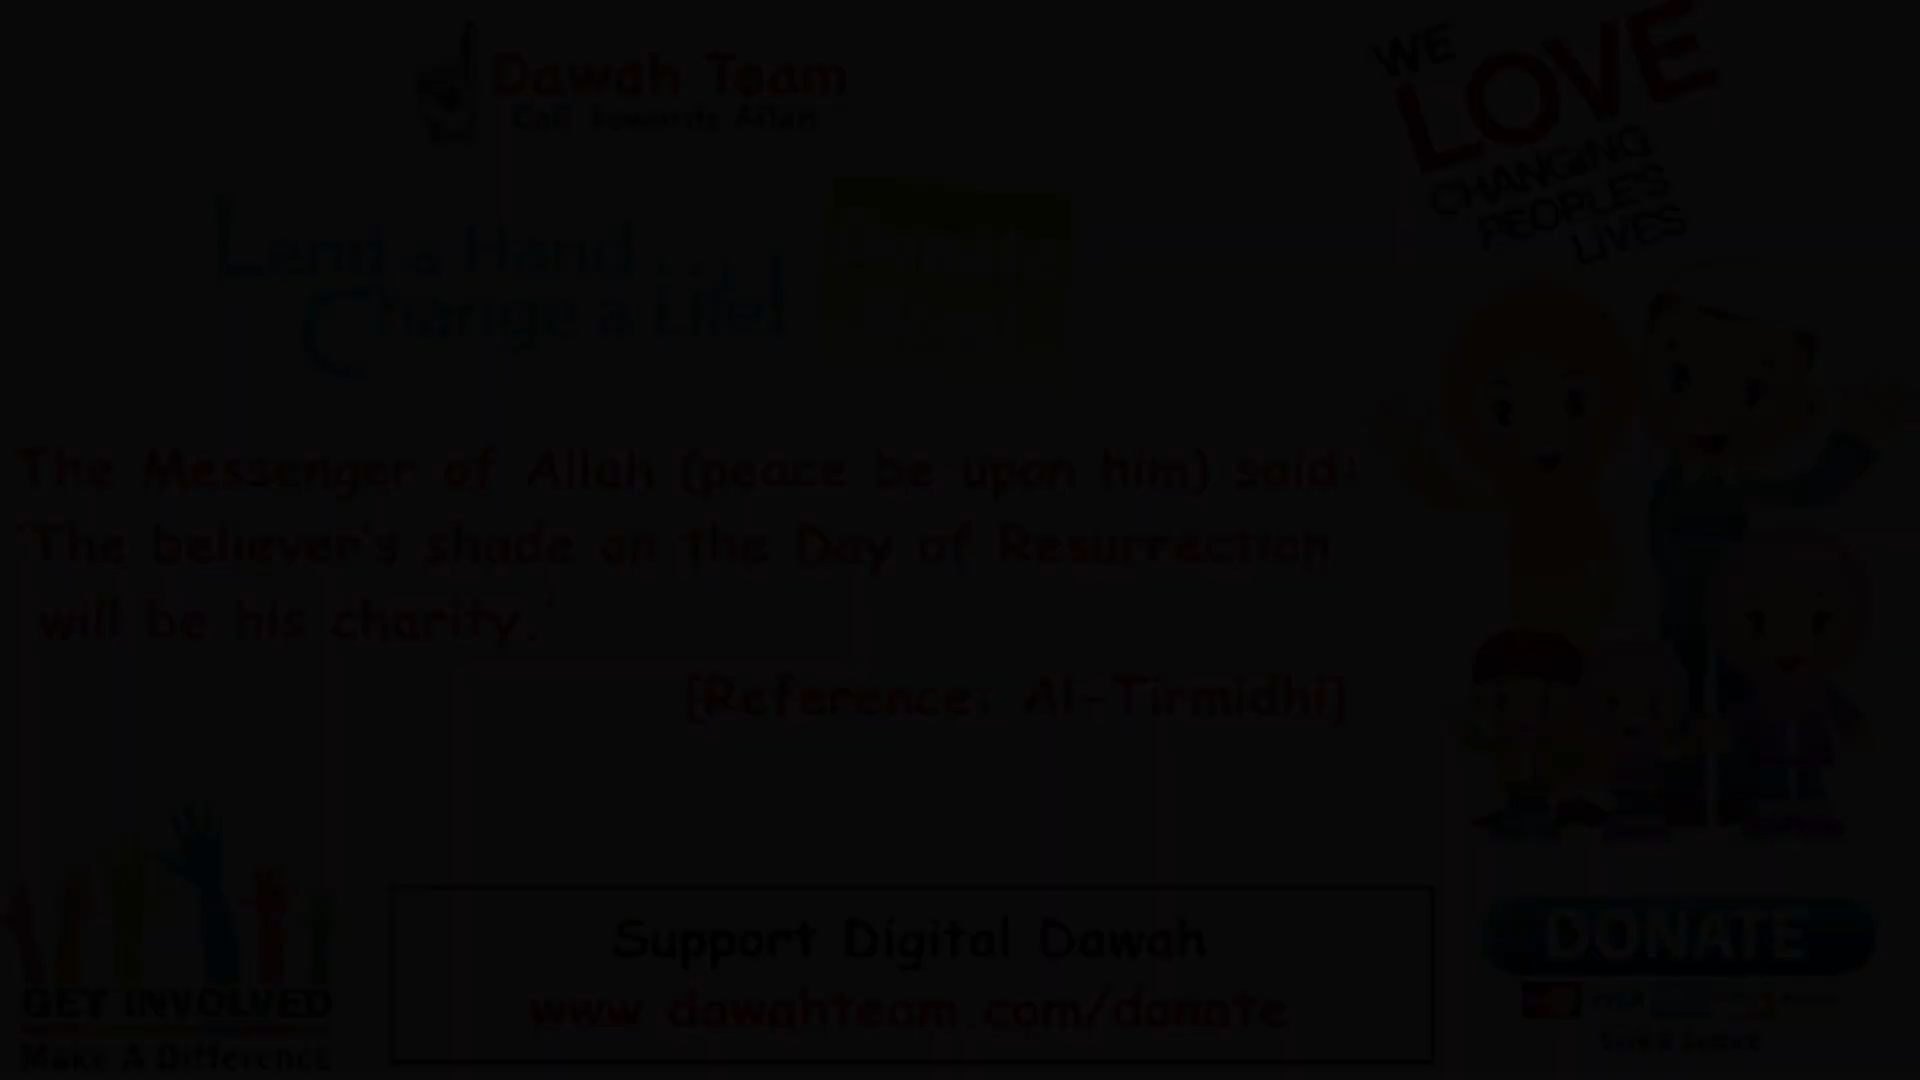 Dawah Team
Call Towards Allah
WE
LOVE
CHANGING
PEOPLE'S
LIVES
Lend a Hand . . .
Change a Life!
The Messenger of Allah (peace be upon him) said:
'The believer's shade on the Day of Resurrection
will be his charity.'
[Reference: Al-Tirmidhi]
GET INVOLVED
Make A Difference
Support Digital Dawah
www.dawahteam.com/donate
DONATE